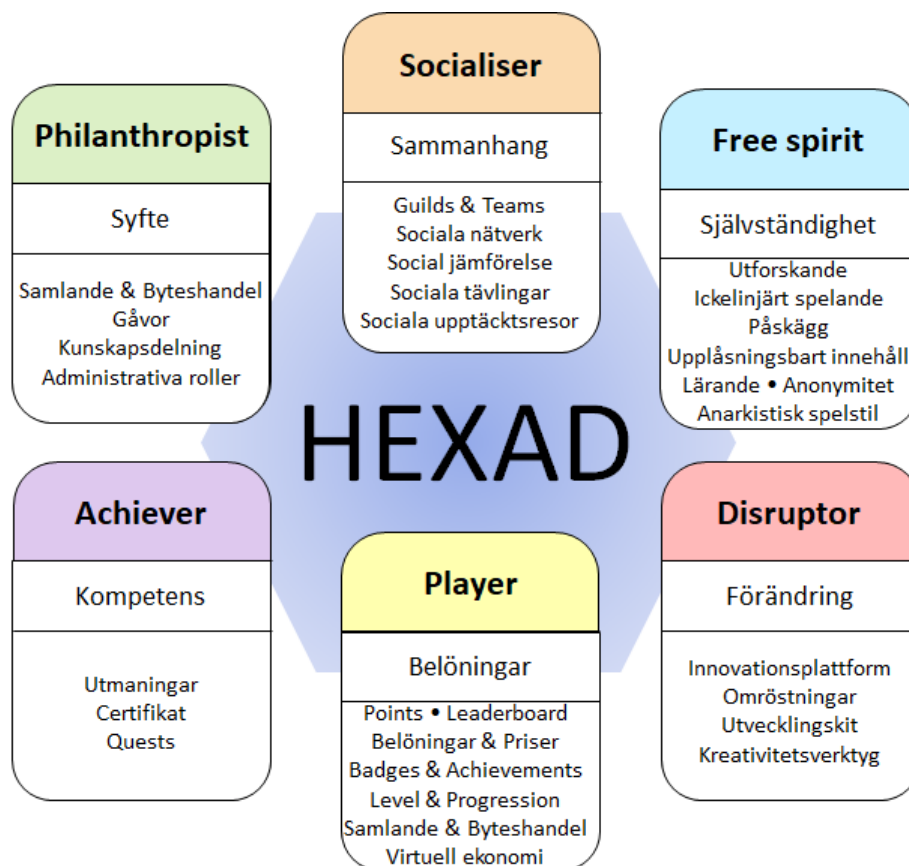 Socialiser
Sammanhang
Guilds & Teams
Sociala nätverk
Social jämförelse
Sociala tävlingar
Sociala upptäcktsresor
Philanthropist
Syfte
Samlande & Byteshandel
Gåvor
Kunskapsdelning
Administrativa roller
Free spirit
Självständighet
Utforskande
Ickelinjärt spelande
Påskägg
Upplåsningsbart innehåll
Lärande • Anonymitet
Anarkistisk spelstil
HEXAD
Achiever
Kompetens
Utmaningar
Certifikat
Quests
Player
Belöningar
Points • Leaderboard
Belöningar & Priser
Badges & Achievements
Level & Progression
Samlande & Byteshandel
Virtuell ekonomi
Disruptor
Förändring
Innovationsplattform
Omröstningar
Utvecklingskit
Kreativitetsverktyg